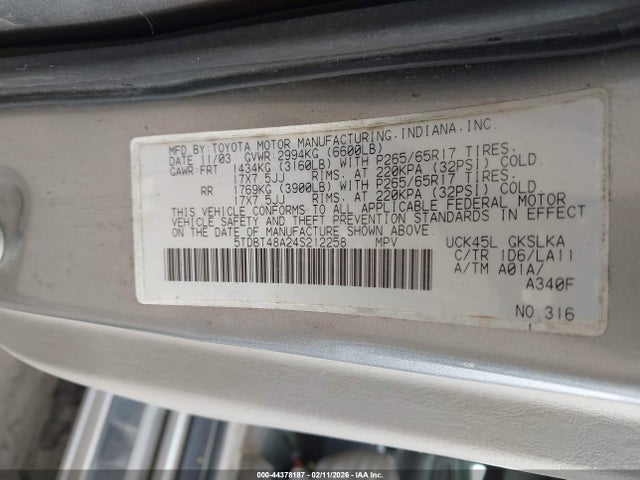 MFD.BY:TOYOTA MOTOR MANUFACTURING.INDIANA.INC.
DATE 11/03 GVWR 2994KG (6600LB)
GAWR:FRT 1434KG (3160LB) WITH P265/65R17 TIRES.
17X7.5JJ RIMS. AT 220KPA (32PSI) COLD.
RR 1769KG (3900LB) WITH P265/65R17 TIRES.
17X7.5JJ RIMS. AT 220KPA (32PSI) COLD.
THIS VEHICLE CONFORMS TO ALL APPLICABLE FEDERAL MOTOR
VEHICLE SAFETY AND THEFT PREVENTION STANDARDS IN EFFECT
ON THE DATE OF MANUFACTURE SHOWN ABOVE.
5TDBT48A24S212258 MPV UCK45L GKSLKA
C/TR 1D6/LA11
A/TM A01A/
A340F
NO.316
000-44378187 - 02/11/2026 - IAA Inc.